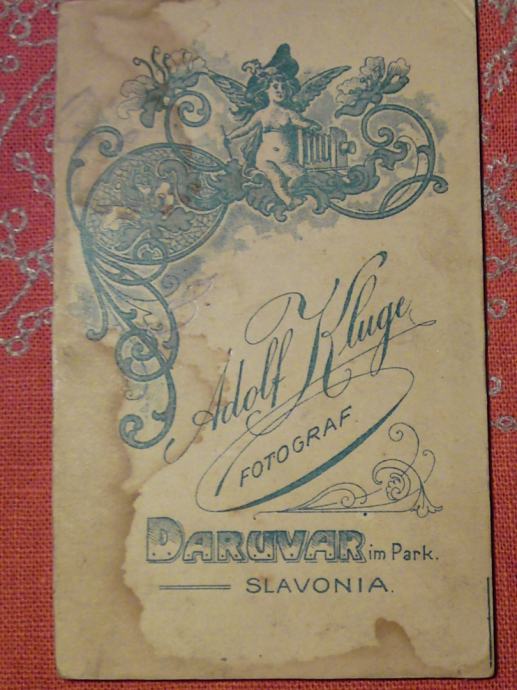 Adolf Kluge
FOTOGRAF
DARUVAR im Park.
SLAVONIA.